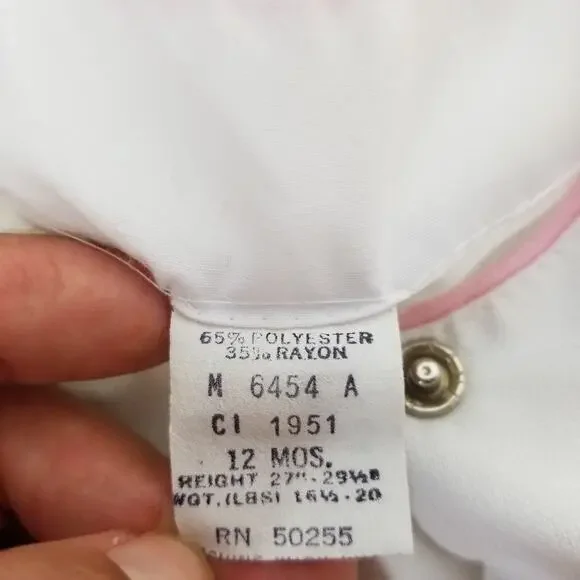 65% POLYESTER
35% RAYON
M 6454 A
CI 1951
12 MOS.
HEIGHT 27"-29½"
WGT.(LBS) 16½-20
RN 50255